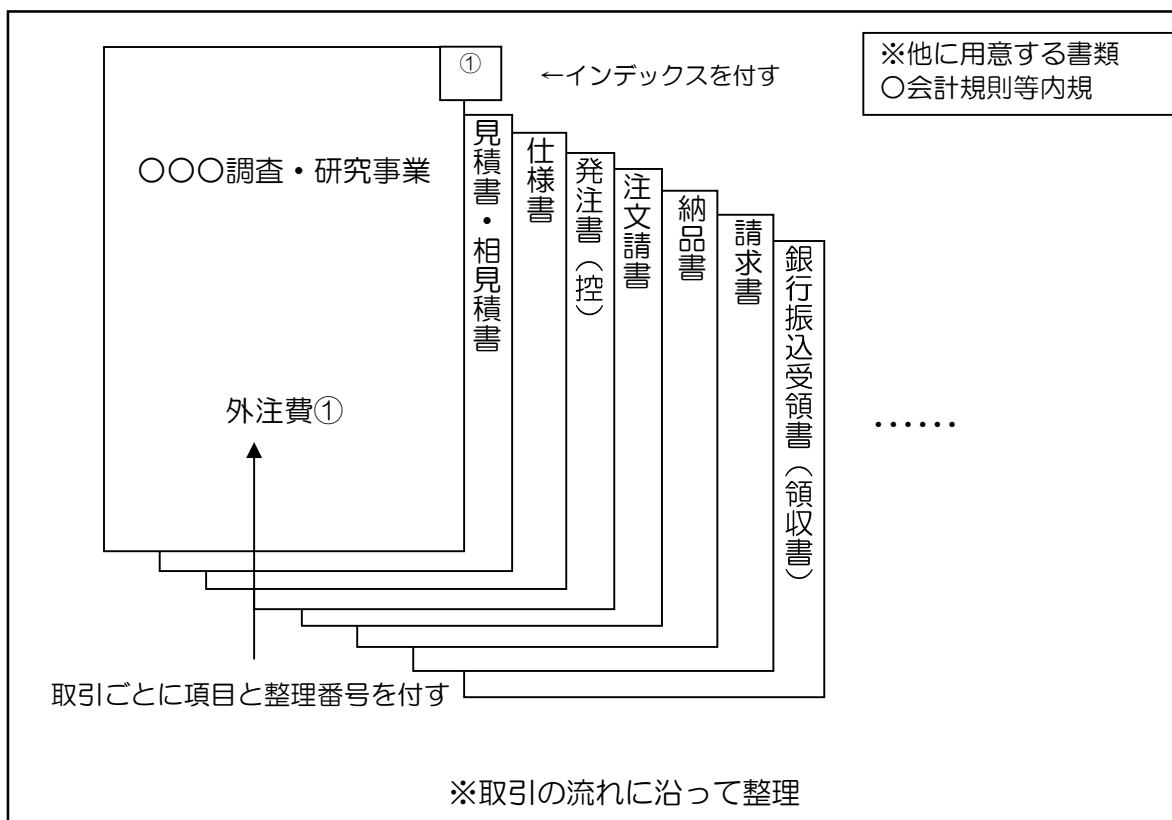 ①
←インデックスを付す
※他に用意する書類
○会計規則等内規
○○○調査・研究事業
外注費①
見積書・相見積書
仕様書
発注書（控）
注文請書
納品書
請求書
銀行振込受領書（領収書）
……
取引ごとに項目と整理番号を付す
※取引の流れに沿って整理